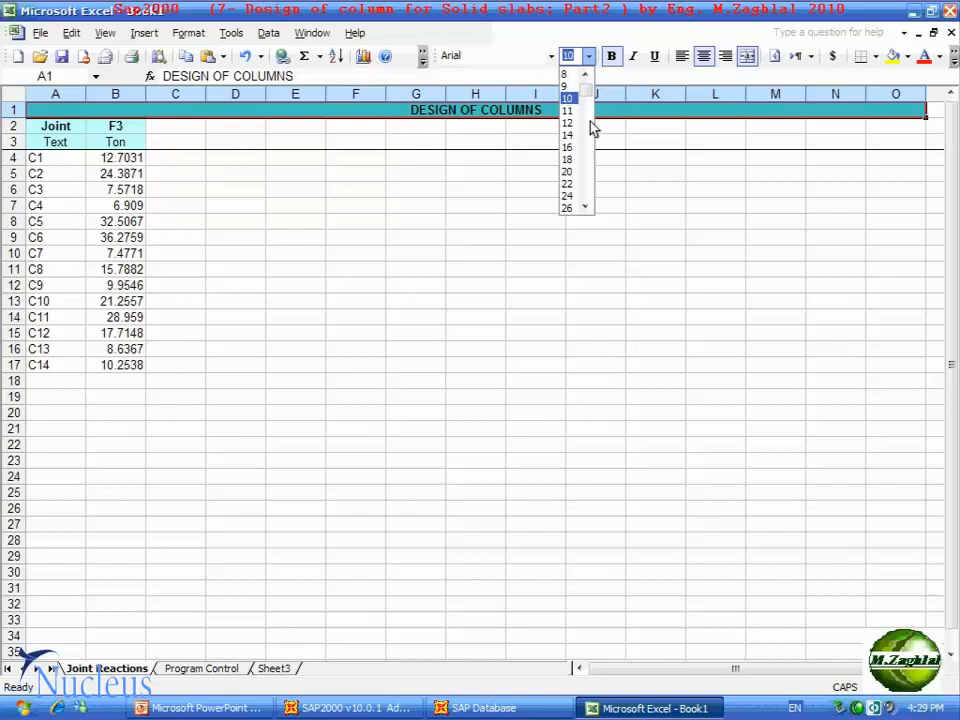 Microsoft Excel - Book1
Sap2000 (7- Design of column for Solid slabs: Part2 ) by Eng. M.Zaghlal 2010
File Edit View Insert Format Tools Data Window Help Type a question for help
Arial 10 B I U $ A
A1 fx DESIGN OF COLUMNS
A B C D E F G H I J K L M N O
1 DESIGN OF COLUMNS
2 Joint F3
3 Text Ton
4 C1 12.7031
5 C2 24.3871
6 C3 7.5718
7 C4 6.909
8 C5 32.5067
9 C6 36.2759
10 C7 7.4771
11 C8 15.7882
12 C9 9.9546
13 C10 21.2557
14 C11 28.959
15 C12 17.7148
16 C13 8.6367
17 C14 10.2538
18
19
20
21
22
23
24
25
26
27
28
29
30
31
32
33
34
35
8
9
10
11
12
14
16
18
20
22
24
26
Joint Reactions Program Control Sheet3
Ready CAPS
Nucleus
M.Zaghlal
Microsoft PowerPoint ... SAP2000 v10.0.1 Ad... SAP Database Microsoft Excel - Book1 EN 4:29 PM